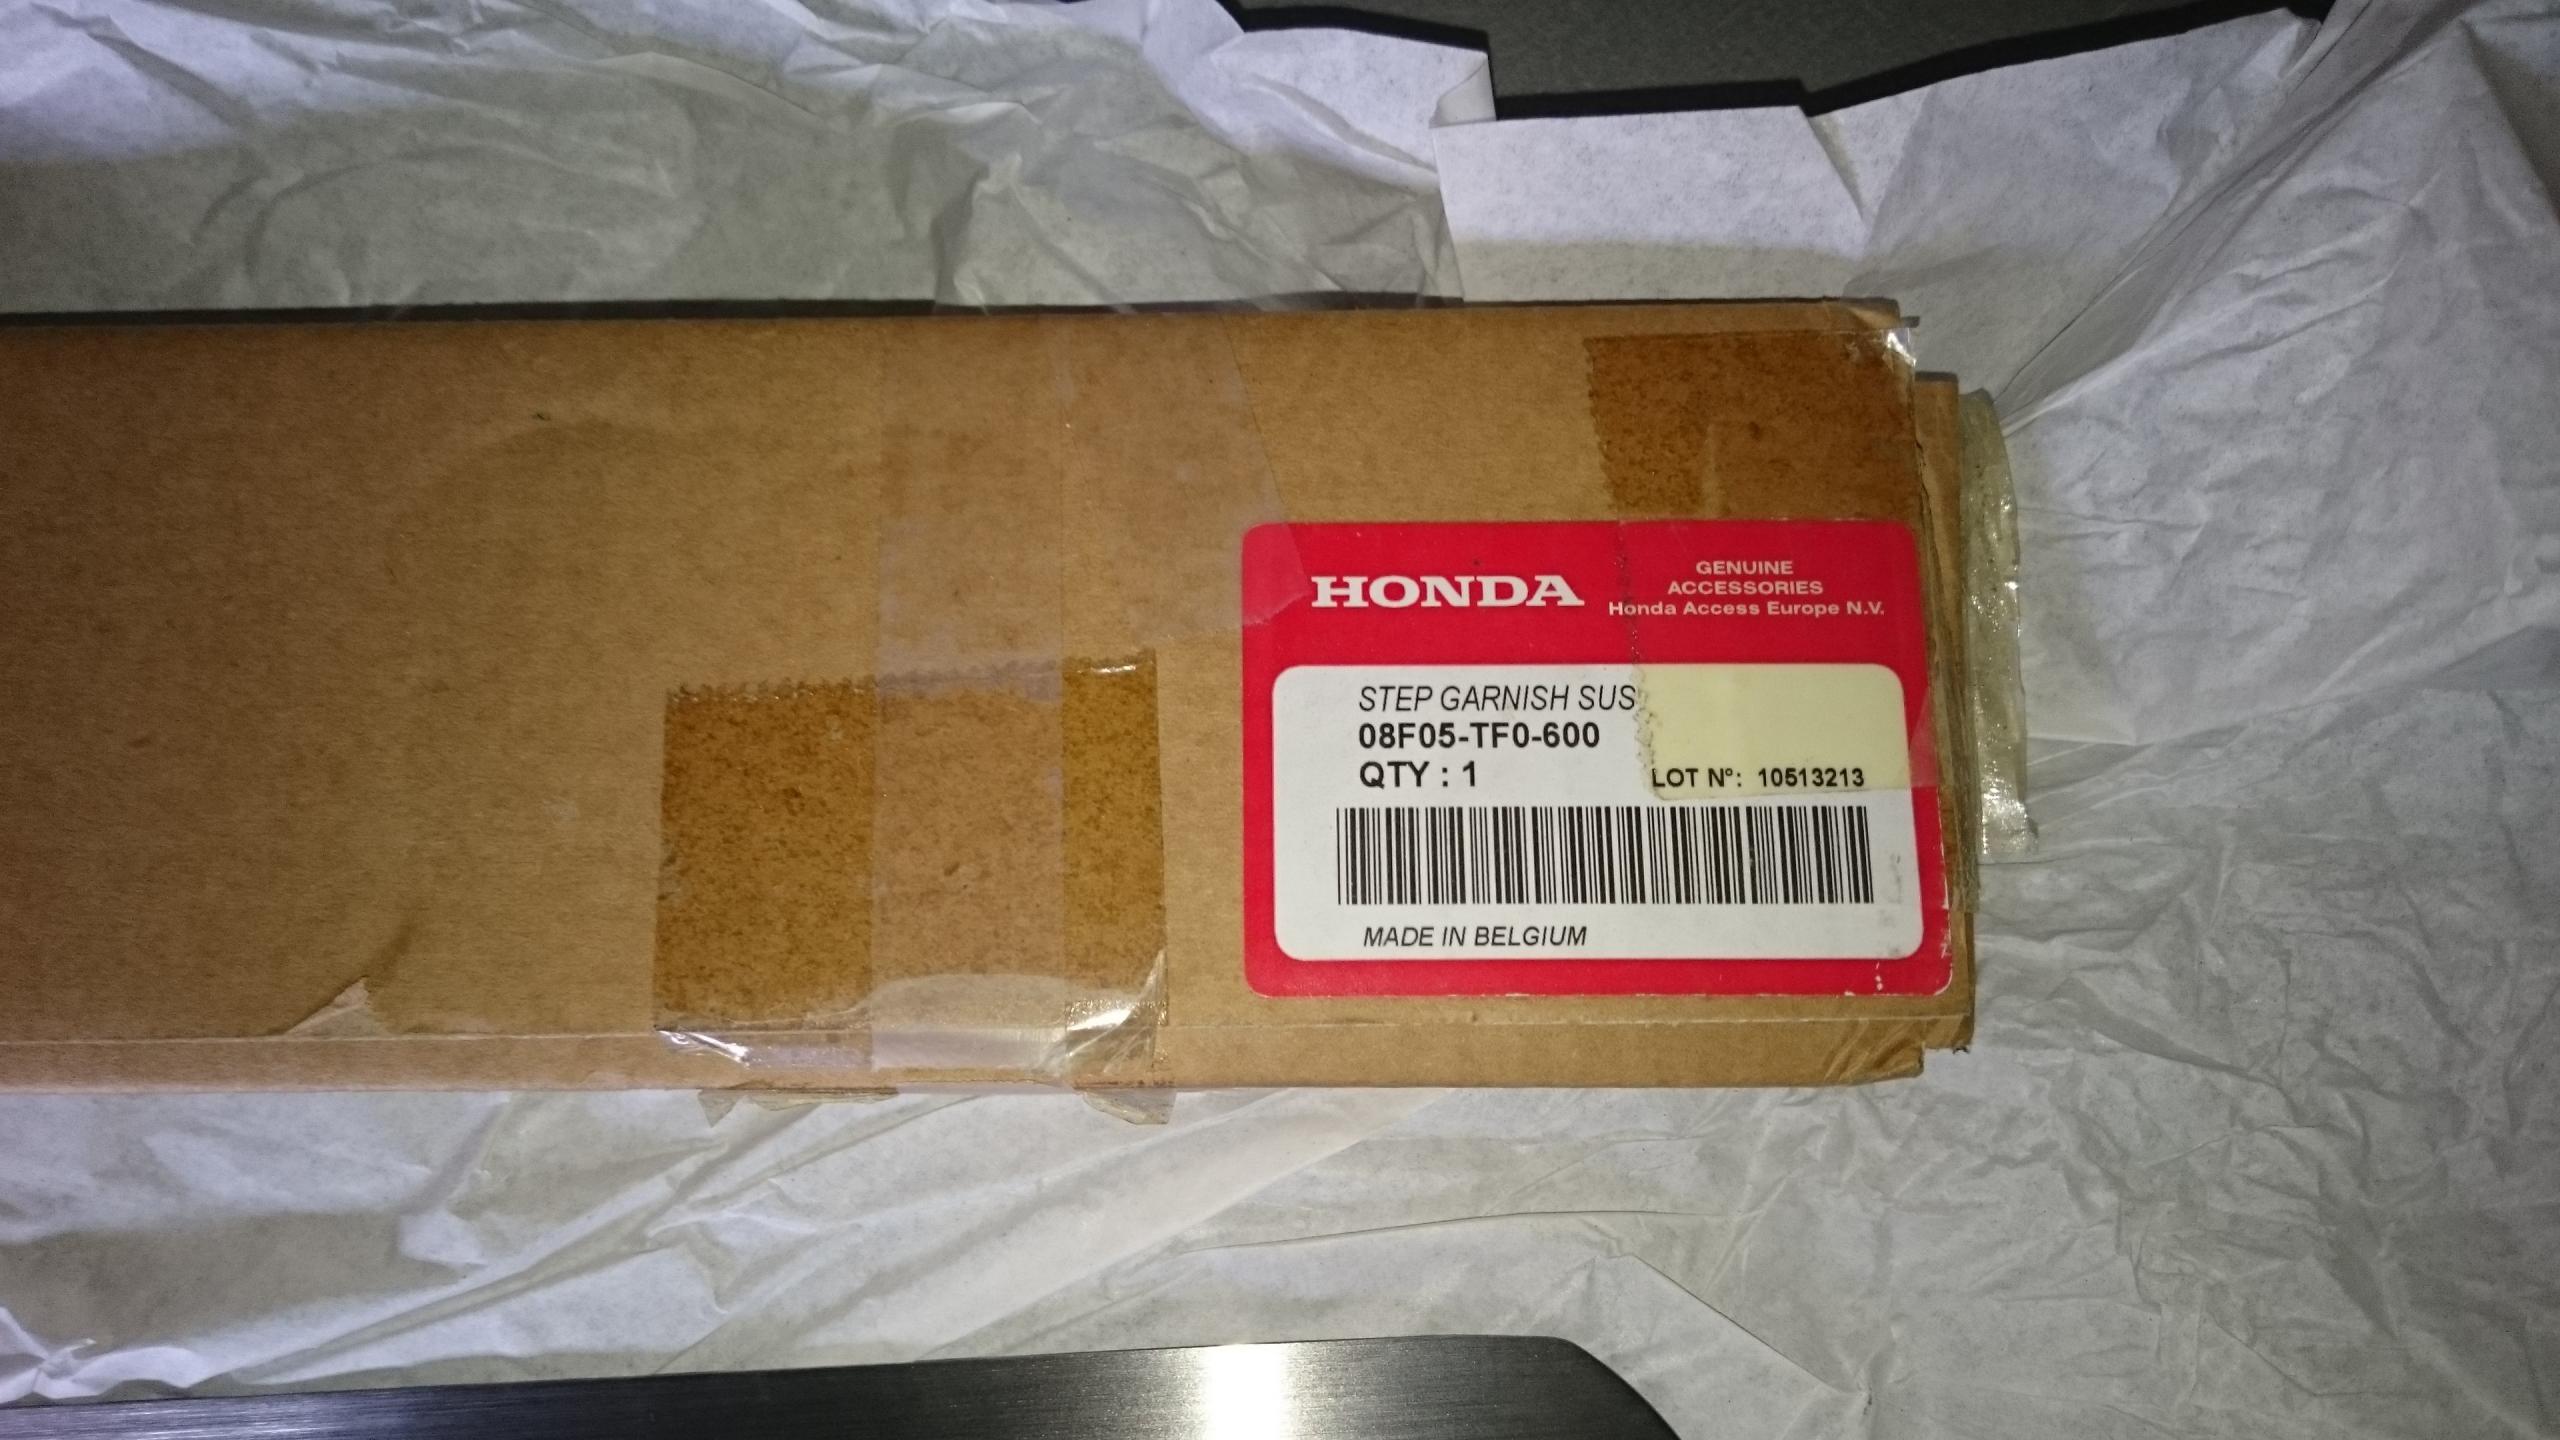 HONDA
GENUINE
ACCESSORIES
Honda Access Europe N.V.
STEP GARNISH SUS
08F05-TF0-600
QTY : 1
LOT N°: 10513213
MADE IN BELGIUM